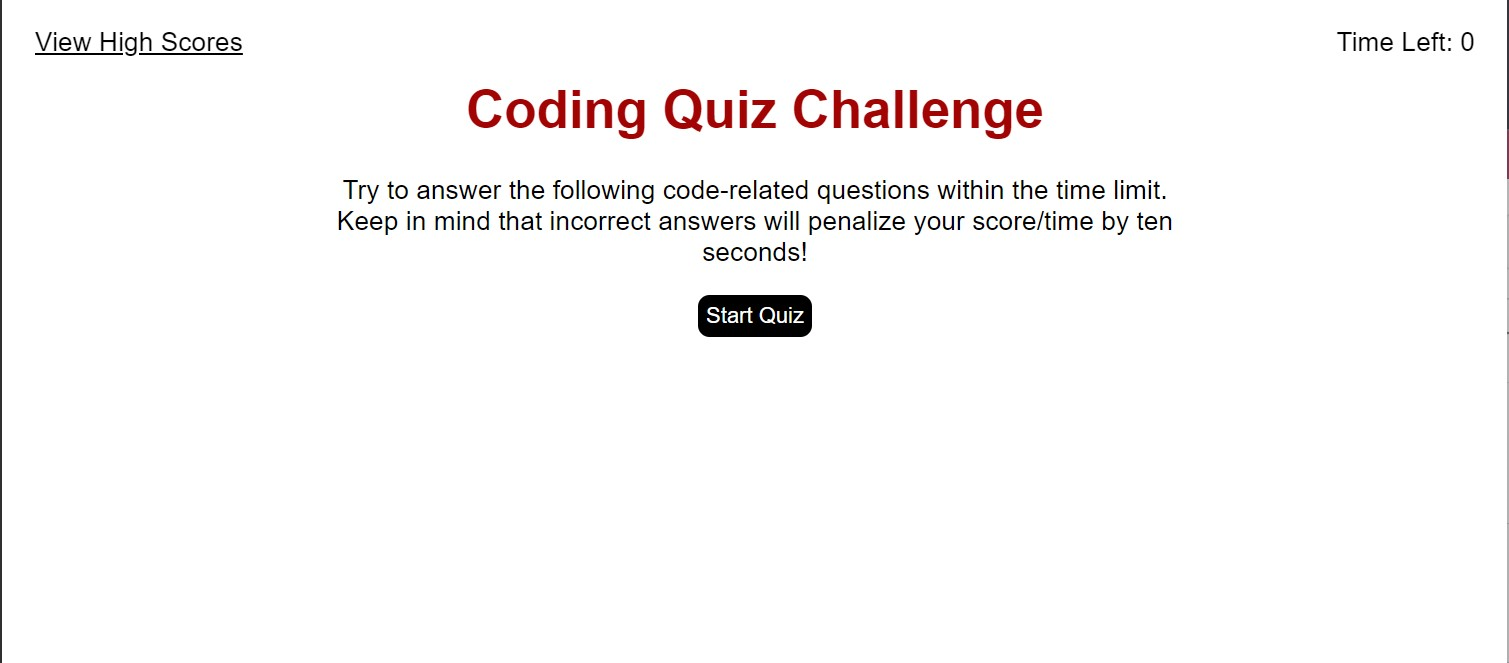 View High Scores
Time Left: 0
Coding Quiz Challenge
Try to answer the following code-related questions within the time limit.
Keep in mind that incorrect answers will penalize your score/time by ten
seconds!
Start Quiz